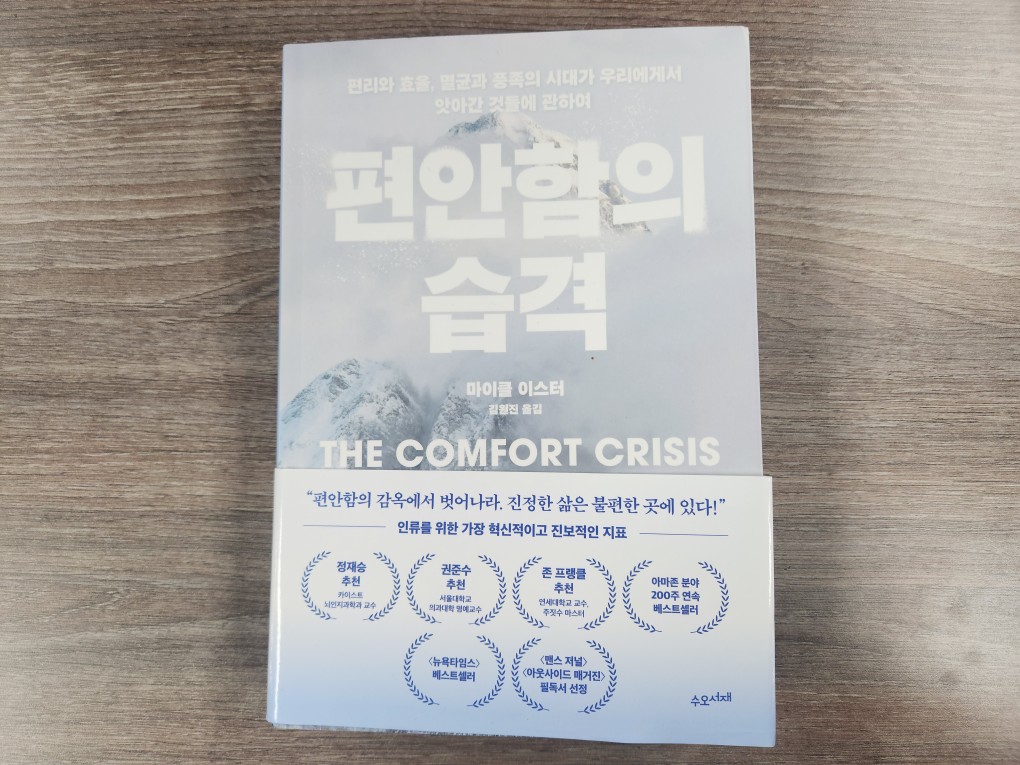 편리와 효율, 멸균과 풍족의 시대가 우리에게서
앗아간 것들에 관하여
편안함의
습격
마이클 이스터
김원진 옮김
THE COMFORT CRISIS
“편안함의 감옥에서 벗어나라. 진정한 삶은 불편한 곳에 있다!”
인류를 위한 가장 혁신적이고 진보적인 지표
정재승
추천
카이스트
뇌인지과학과 교수
권준수
추천
서울대학교
의과대학 명예교수
존 프랭클
추천
연세대학교 교수,
주짓수 마스터
아마존 분야
200주 연속
베스트셀러
〈뉴욕타임스〉
베스트셀러
〈맨스 저널〉
〈아웃사이드 매거진〉
필독서 선정
수오서재